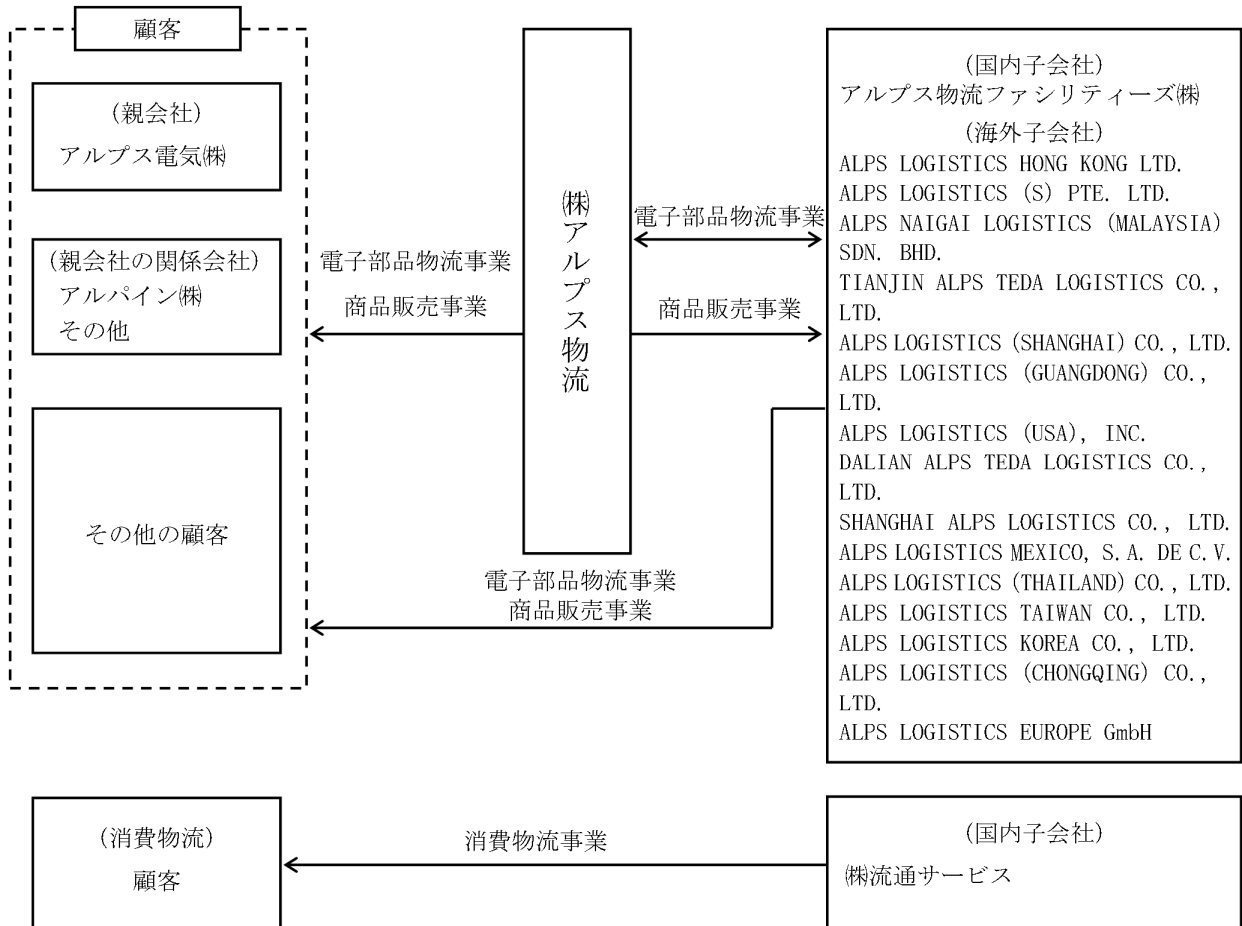 顧客
(親会社)
アルプス電気㈱
(親会社の関係会社)
アルパイン㈱
その他
その他の顧客
電子部品物流事業
商品販売事業
㈱アルプス物流
電子部品物流事業
商品販売事業
電子部品物流事業
商品販売事業
(国内子会社)
アルプス物流ファシリティーズ㈱
(海外子会社)
ALPS LOGISTICS HONG KONG LTD.
ALPS LOGISTICS (S) PTE. LTD.
ALPS NAIGAI LOGISTICS (MALAYSIA)
SDN. BHD.
TIANJIN ALPS TEDA LOGISTICS CO.,
LTD.
ALPS LOGISTICS (SHANGHAI) CO., LTD.
ALPS LOGISTICS (GUANGDONG) CO.,
LTD.
ALPS LOGISTICS (USA), INC.
DALIAN ALPS TEDA LOGISTICS CO.,
LTD.
SHANGHAI ALPS LOGISTICS CO., LTD.
ALPS LOGISTICS MEXICO, S.A. DE C.V.
ALPS LOGISTICS (THAILAND) CO., LTD.
ALPS LOGISTICS TAIWAN CO., LTD.
ALPS LOGISTICS KOREA CO., LTD.
ALPS LOGISTICS (CHONGQING) CO.,
LTD.
ALPS LOGISTICS EUROPE GmbH
(消費物流)
顧客
消費物流事業
(国内子会社)
㈱流通サービス